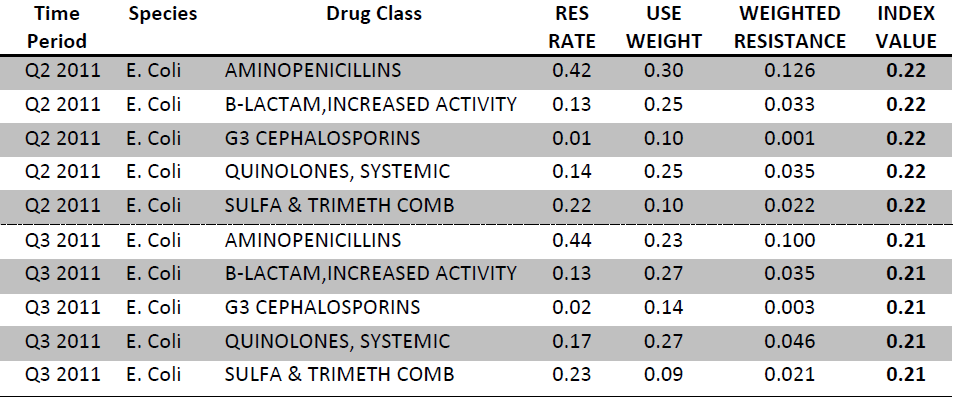 Time Period Species Drug Class RES RATE USE WEIGHT WEIGHTED RESISTANCE INDEX VALUE
Q2 2011 E. Coli AMINOPENICILLINS 0.42 0.30 0.126 0.22
Q2 2011 E. Coli B-LACTAM,INCREASED ACTIVITY 0.13 0.25 0.033 0.22
Q2 2011 E. Coli G3 CEPHALOSPORINS 0.01 0.10 0.001 0.22
Q2 2011 E. Coli QUINOLONES, SYSTEMIC 0.14 0.25 0.035 0.22
Q2 2011 E. Coli SULFA & TRIMETH COMB 0.22 0.10 0.022 0.22
Q3 2011 E. Coli AMINOPENICILLINS 0.44 0.23 0.100 0.21
Q3 2011 E. Coli B-LACTAM,INCREASED ACTIVITY 0.13 0.27 0.035 0.21
Q3 2011 E. Coli G3 CEPHALOSPORINS 0.02 0.14 0.003 0.21
Q3 2011 E. Coli QUINOLONES, SYSTEMIC 0.17 0.27 0.046 0.21
Q3 2011 E. Coli SULFA & TRIMETH COMB 0.23 0.09 0.021 0.21